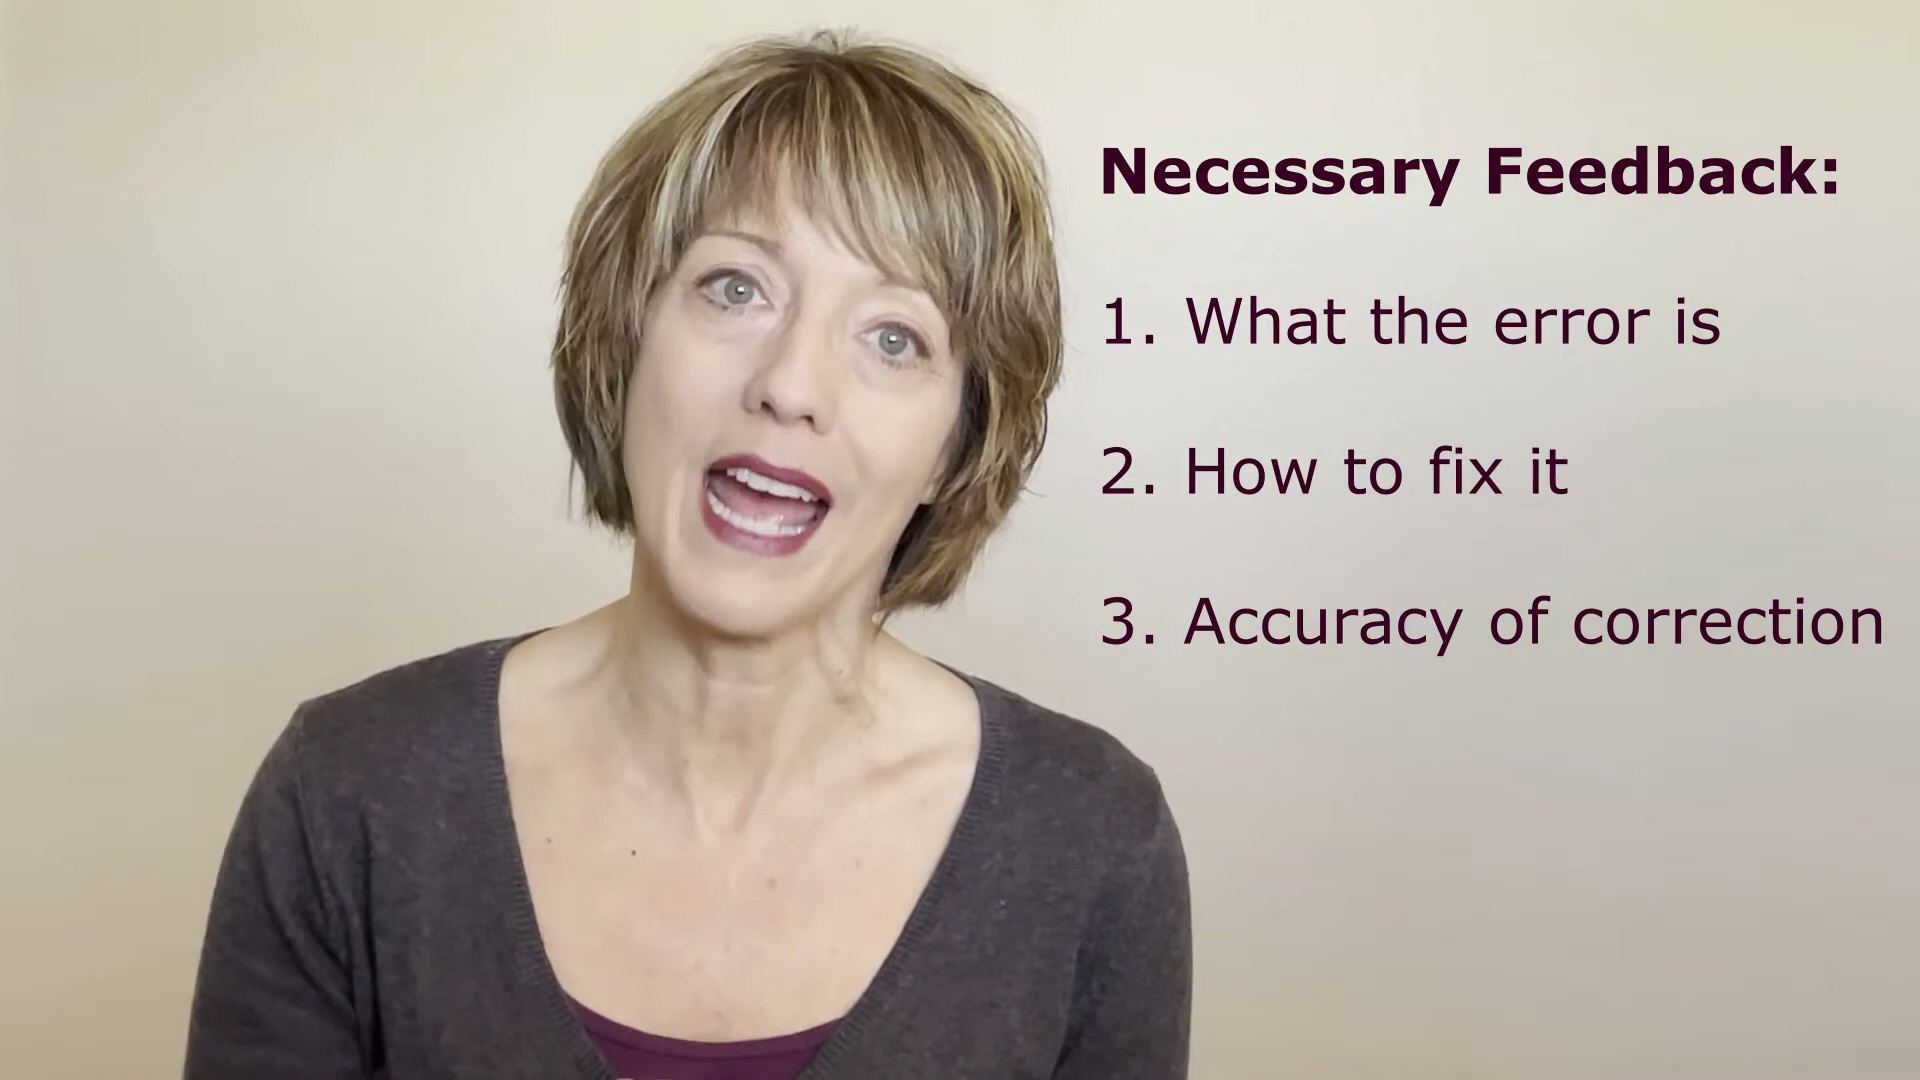 Necessary Feedback:
1. What the error is
2. How to fix it
3. Accuracy of correction